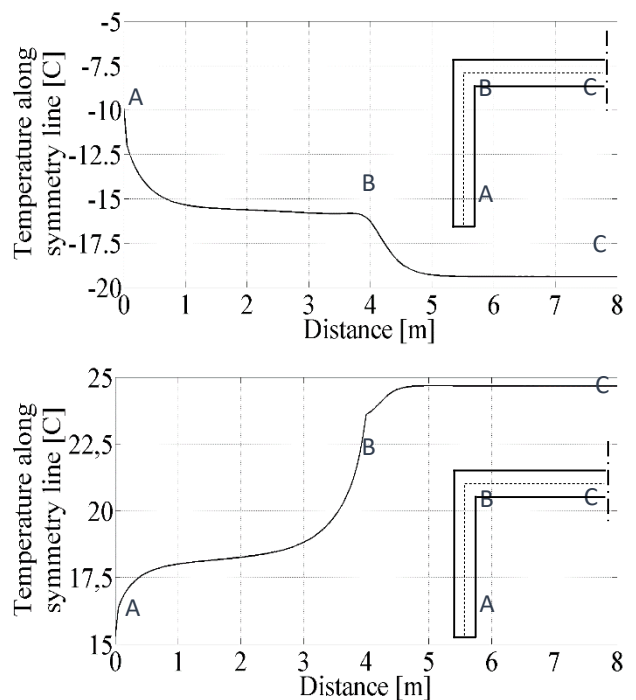 Temperature along
symmetry line [C]
-5
-7.5
-10
-12.5
-15
-17.5
-20
A
B
C
B
C
A
0
1
2
3
4
5
6
7
8
Distance [m]
Temperature along
symmetry line [C]
25
22,5
20
17,5
15
A
B
C
B
C
A
0
1
2
3
4
5
6
7
8
Distance [m]